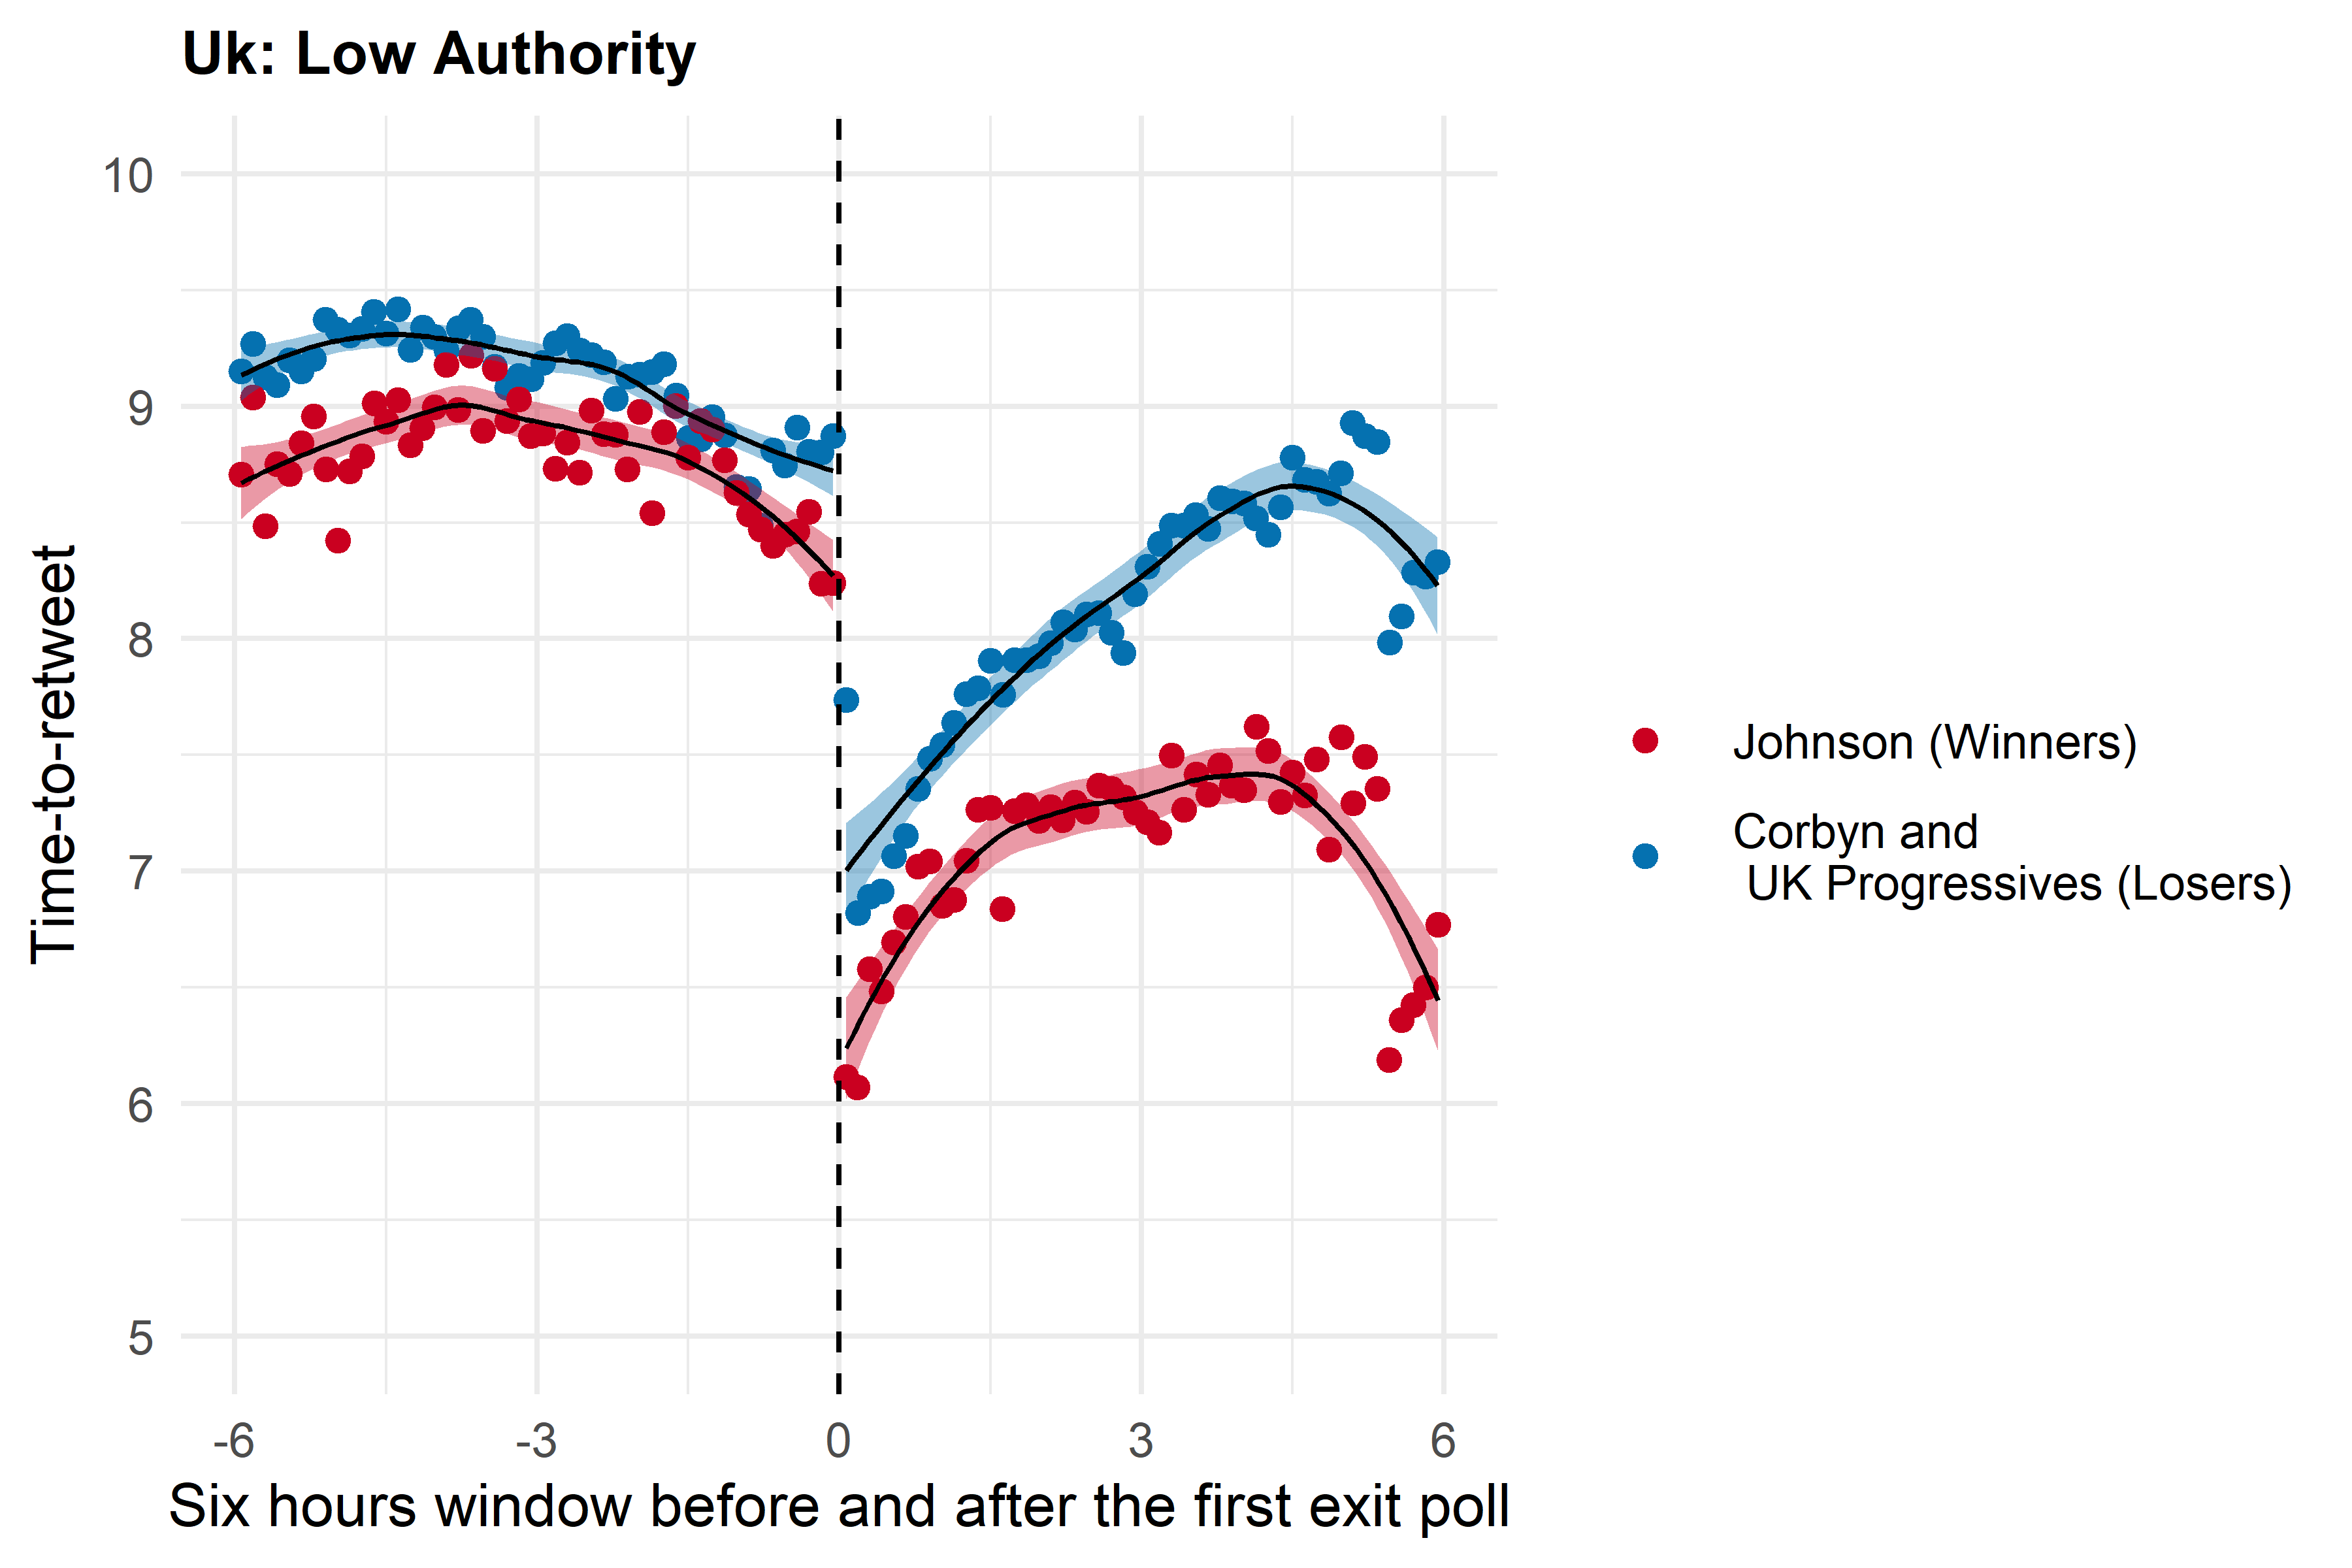 Uk: Low Authority
10
9
8
7
6
5
Time-to-retweet
-6
-3
0
3
6
Six hours window before and after the first exit poll
Johnson (Winners)
Corbyn and
UK Progressives (Losers)